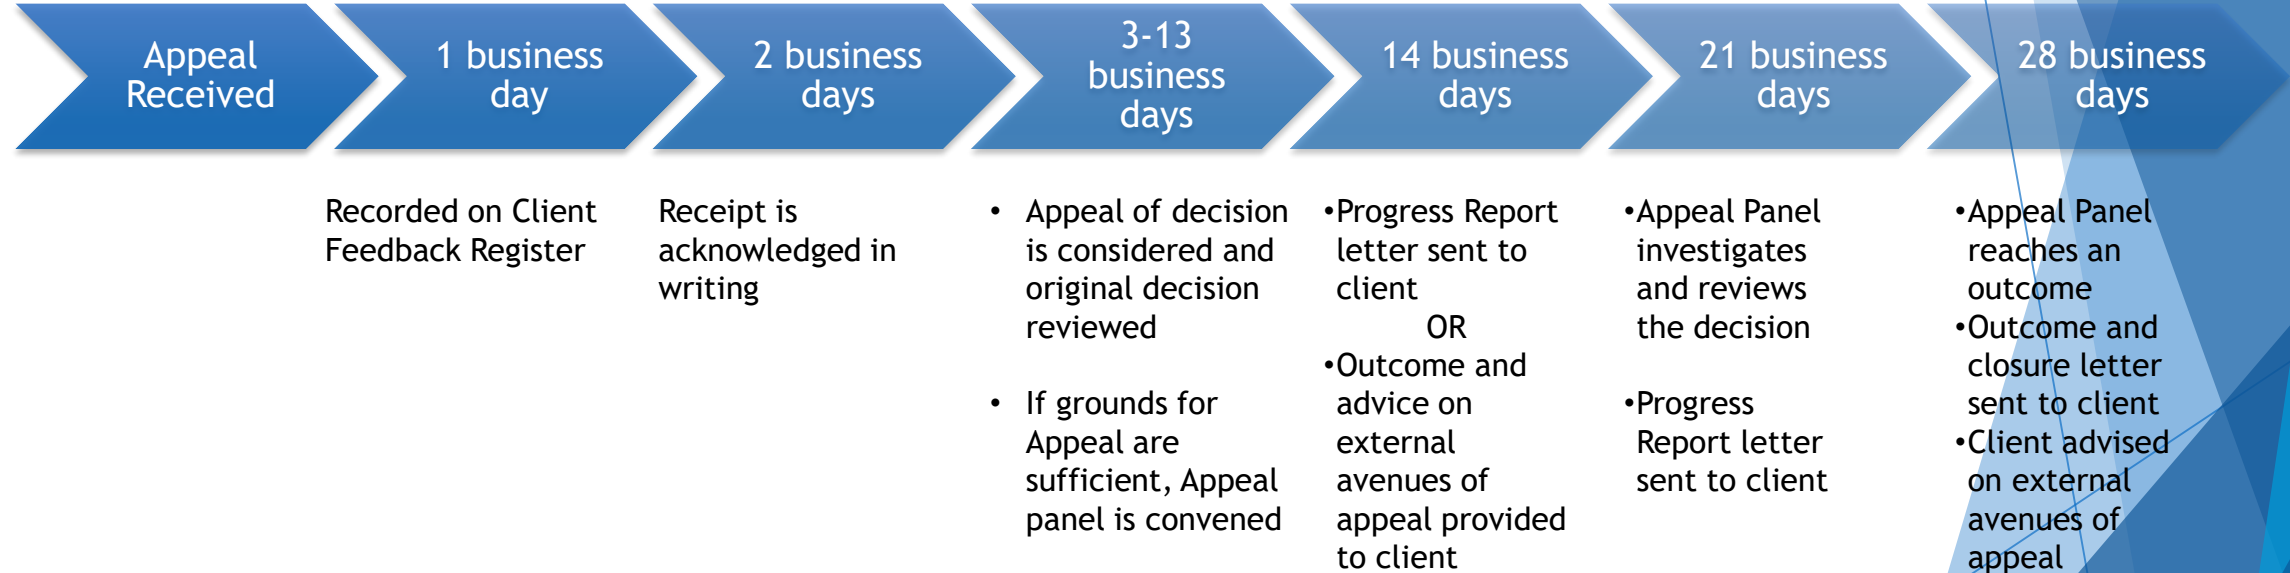 Appeal
Received
1 business
day
2 business
days
3-13
business
days
14 business
days
21 business
days
28 business
days
Recorded on Client
Feedback Register
Receipt is
acknowledged in
writing
• Appeal of decision
is considered and
original decision
reviewed
• If grounds for
Appeal are
sufficient, Appeal
panel is convened
•Progress Report
letter sent to
client
OR
•Outcome and
advice on
external
avenues of
appeal provided
to client
•Appeal Panel
investigates
and reviews
the decision
•Progress
Report letter
sent to client
•Appeal Panel
reaches an
outcome
•Outcome and
closure letter
sent to client
•Client advised
on external
avenues of
appeal